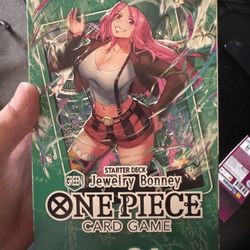 STARTER DECK
GREEN Jewelry Bonney
ONE PIECE
CARD GAME